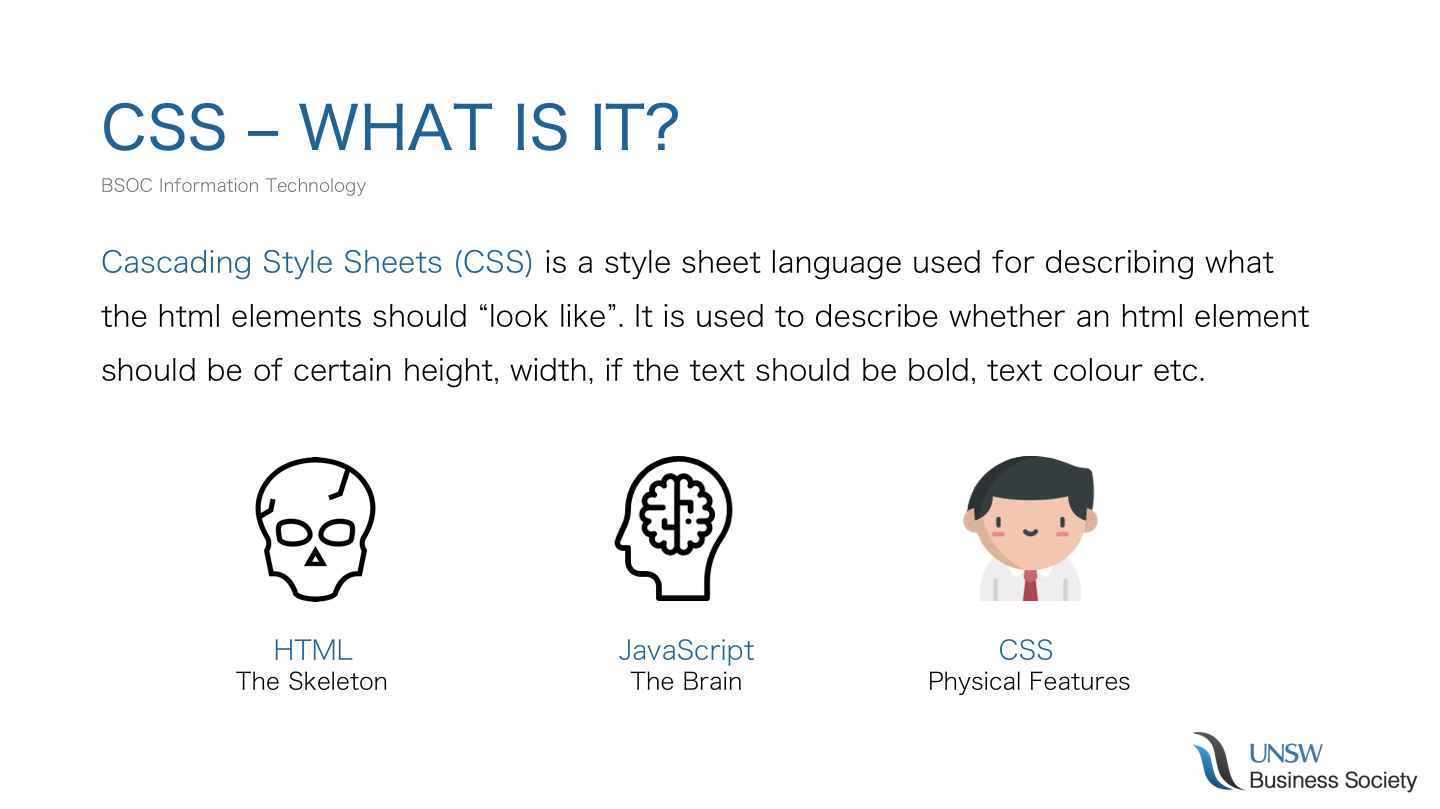 CSS – WHAT IS IT?
BSOC Information Technology
Cascading Style Sheets (CSS) is a style sheet language used for describing what
the html elements should “look like”. It is used to describe whether an html element
should be of certain height, width, if the text should be bold, text colour etc.
HTML
The Skeleton
JavaScript
The Brain
CSS
Physical Features
UNSW
Business Society